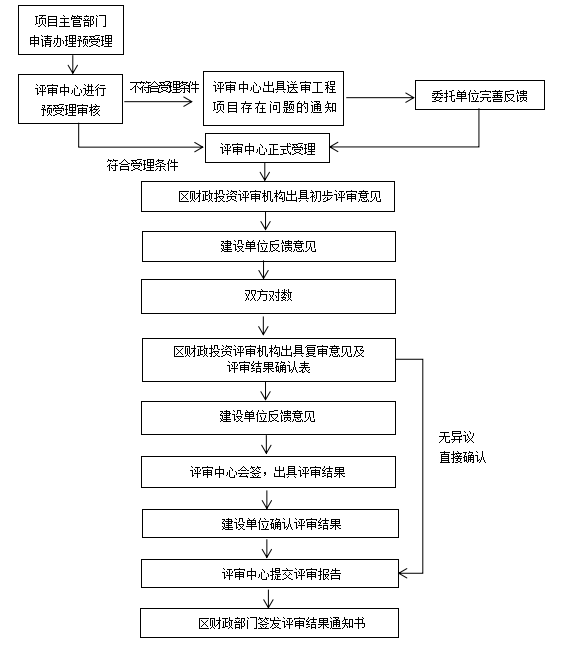 项目主管部门
申请办理预受理
评审中心进行
预受理审核
不符合受理条件
评审中心出具送审工程
项目存在问题的通知
委托单位完善反馈
评审中心正式受理
符合受理条件
区财政投资评审机构出具初步评审意见
建设单位反馈意见
双方对数
区财政投资评审机构出具复审意见及
评审结果确认表
建设单位反馈意见
无异议
直接确认
评审中心会签，出具评审结果
建设单位确认评审结果
评审中心提交评审报告
区财政部门签发评审结果通知书